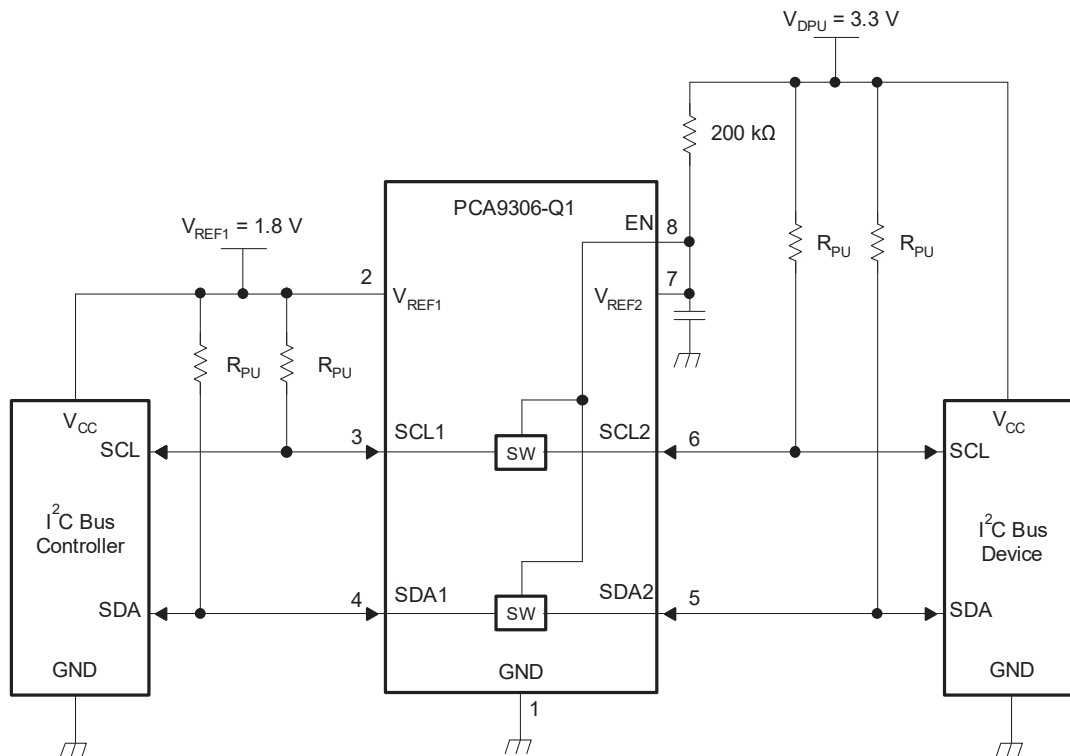 V_DPU = 3.3 V
200 kΩ
PCA9306-Q1
EN
8
V_REF1 = 1.8 V
R_PU
R_PU
2
7
V_REF1
V_REF2
R_PU
R_PU
V_CC
V_CC
SCL
3
SCL1
SW
SCL2
6
SCL
I²C Bus
Controller
I²C Bus
Device
SDA
4
SDA1
SW
SDA2
5
SDA
GND
GND
GND
1